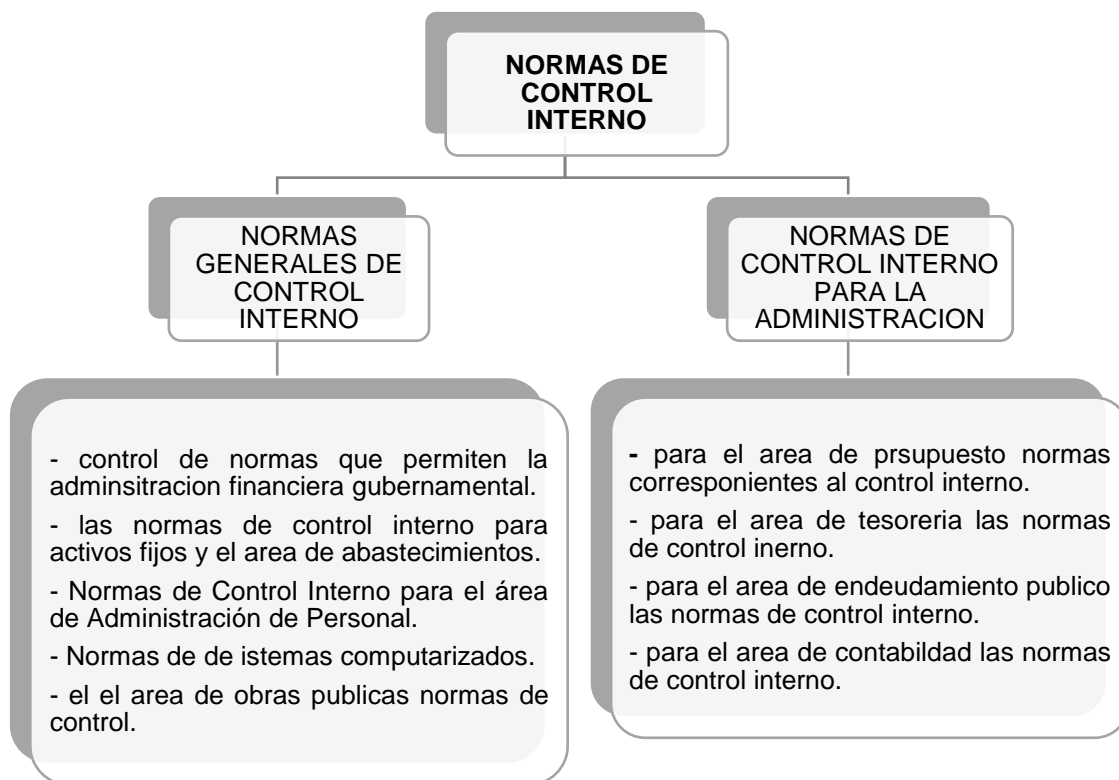 NORMAS DE
CONTROL
INTERNO
NORMAS
GENERALES DE
CONTROL
INTERNO
NORMAS DE
CONTROL INTERNO
PARA LA
ADMINISTRACION
- control de normas que permiten la
adminsitracion financiera gubernamental.
- las normas de control interno para
activos fijos y el area de abastecimientos.
- Normas de Control Interno para el área
de Administración de Personal.
- Normas de de istemas computarizados.
- el el area de obras publicas normas de
control.
- para el area de prsupuesto normas
corresponientes al control interno.
- para el area de tesoreria las normas
de control inerno.
- para el area de endeudamiento publico
las normas de control interno.
- para el area de contabildad las normas
de control interno.